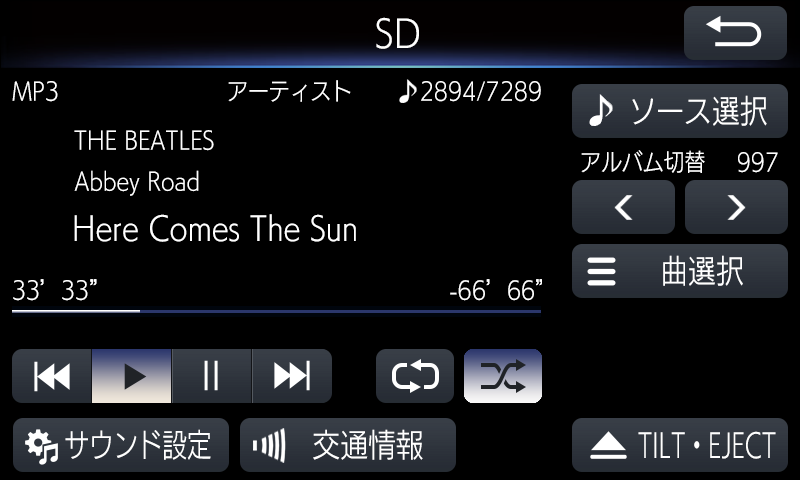 SD
MP3 アーティスト ♪2894/7289
ソース選択
THE BEATLES
アルバム切替 997
Abbey Road
Here Comes The Sun
曲選択
33’ 33” -66’ 66”
サウンド設定
交通情報
TILT・EJECT